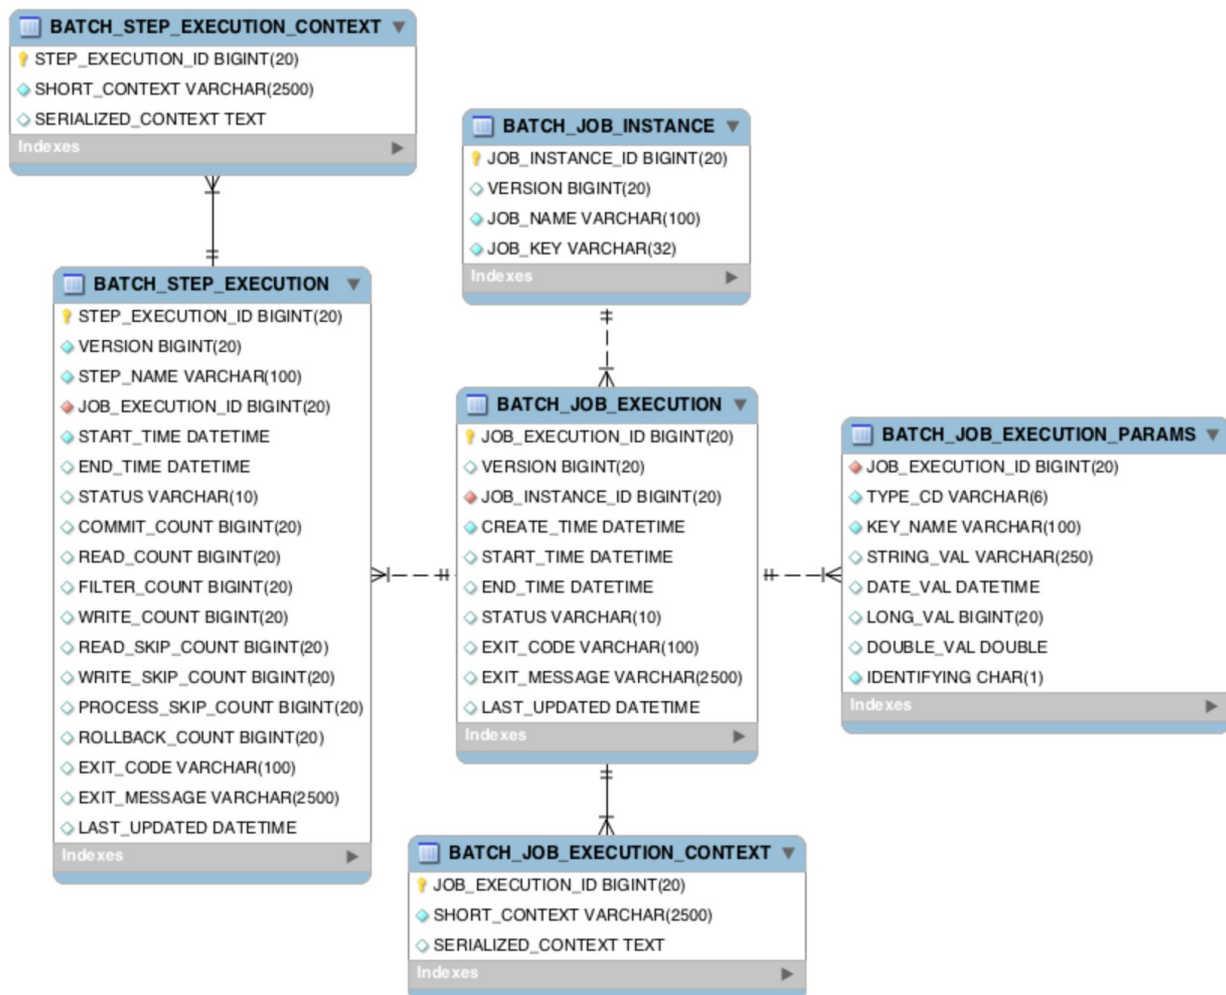 BATCH_STEP_EXECUTION_CONTEXT
STEP_EXECUTION_ID BIGINT(20)
SHORT_CONTEXT VARCHAR(2500)
SERIALIZED_CONTEXT TEXT
Indexes
BATCH_JOB_INSTANCE
JOB_INSTANCE_ID BIGINT(20)
VERSION BIGINT(20)
JOB_NAME VARCHAR(100)
JOB_KEY VARCHAR(32)
Indexes
BATCH_STEP_EXECUTION
STEP_EXECUTION_ID BIGINT(20)
VERSION BIGINT(20)
STEP_NAME VARCHAR(100)
JOB_EXECUTION_ID BIGINT(20)
START_TIME DATETIME
END_TIME DATETIME
STATUS VARCHAR(10)
COMMIT_COUNT BIGINT(20)
READ_COUNT BIGINT(20)
FILTER_COUNT BIGINT(20)
WRITE_COUNT BIGINT(20)
READ_SKIP_COUNT BIGINT(20)
WRITE_SKIP_COUNT BIGINT(20)
PROCESS_SKIP_COUNT BIGINT(20)
ROLLBACK_COUNT BIGINT(20)
EXIT_CODE VARCHAR(100)
EXIT_MESSAGE VARCHAR(2500)
LAST_UPDATED DATETIME
Indexes
BATCH_JOB_EXECUTION
JOB_EXECUTION_ID BIGINT(20)
VERSION BIGINT(20)
JOB_INSTANCE_ID BIGINT(20)
CREATE_TIME DATETIME
START_TIME DATETIME
END_TIME DATETIME
STATUS VARCHAR(10)
EXIT_CODE VARCHAR(100)
EXIT_MESSAGE VARCHAR(2500)
LAST_UPDATED DATETIME
Indexes
BATCH_JOB_EXECUTION_PARAMS
JOB_EXECUTION_ID BIGINT(20)
TYPE_CD VARCHAR(6)
KEY_NAME VARCHAR(100)
STRING_VAL VARCHAR(250)
DATE_VAL DATETIME
LONG_VAL BIGINT(20)
DOUBLE_VAL DOUBLE
IDENTIFYING CHAR(1)
Indexes
BATCH_JOB_EXECUTION_CONTEXT
JOB_EXECUTION_ID BIGINT(20)
SHORT_CONTEXT VARCHAR(2500)
SERIALIZED_CONTEXT TEXT
Indexes